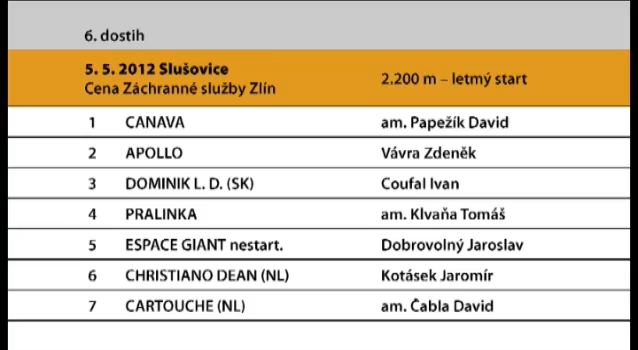 6. dostih
5. 5. 2012 Slušovice
Cena Záchranné služby Zlín
2.200 m – letmý start
1 CANAVA am. Papežík David
2 APOLLO Vávra Zdeněk
3 DOMINIK L. D. (SK) Coufal Ivan
4 PRALINKA am. Klvaňa Tomáš
5 ESPACE GIANT nestart. Dobrovolný Jaroslav
6 CHRISTIANO DEAN (NL) Kotásek Jaromír
7 CARTOUCHE (NL) am. Čabla David